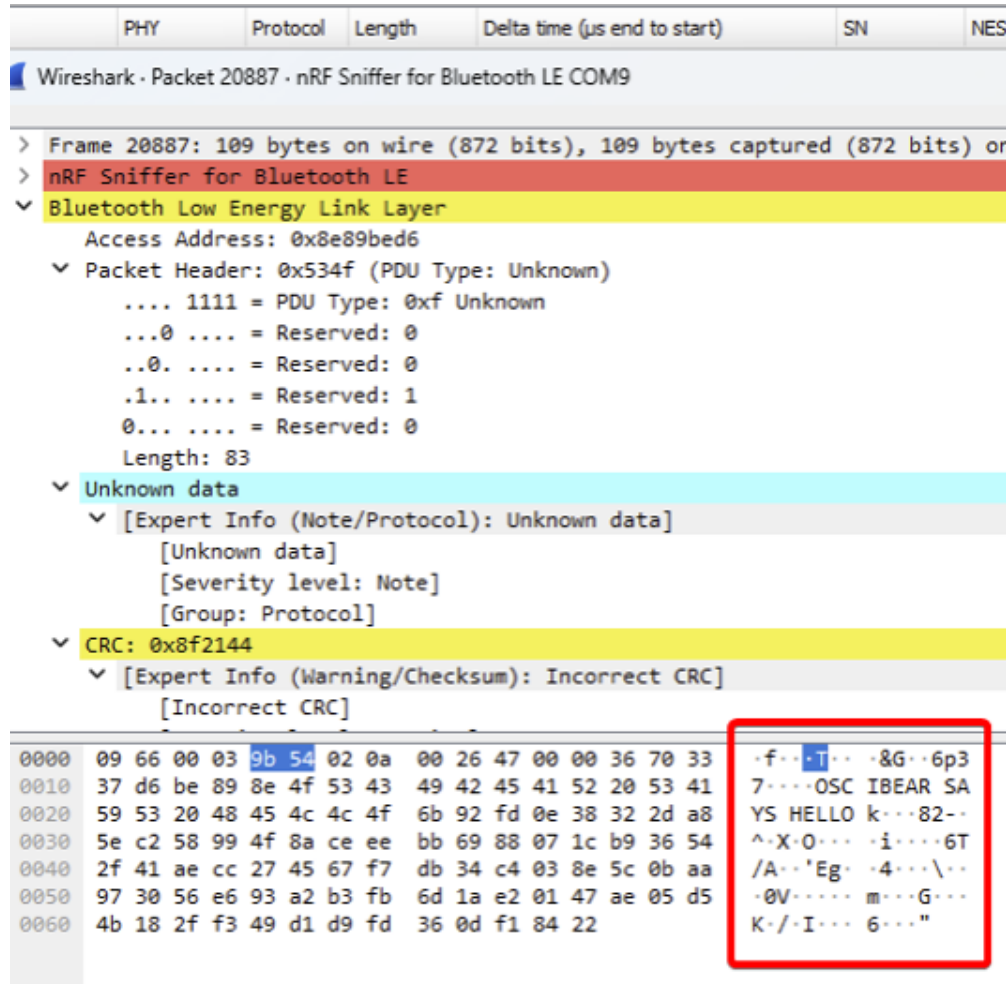 PHY Protocol Length Delta time (µs end to start) SN NES
Wireshark · Packet 20887 · nRF Sniffer for Bluetooth LE COM9
> Frame 20887: 109 bytes on wire (872 bits), 109 bytes captured (872 bits) or
> nRF Sniffer for Bluetooth LE
Bluetooth Low Energy Link Layer
Access Address: 0x8e89bed6
Packet Header: 0x534f (PDU Type: Unknown)
.... 1111 = PDU Type: 0xf Unknown
...0 .... = Reserved: 0
..0. .... = Reserved: 0
.1.. .... = Reserved: 1
0... .... = Reserved: 0
Length: 83
Unknown data
[Expert Info (Note/Protocol): Unknown data]
[Unknown data]
[Severity level: Note]
[Group: Protocol]
CRC: 0x8f2144
[Expert Info (Warning/Checksum): Incorrect CRC]
[Incorrect CRC]
0000 09 66 00 03 9b 54 02 0a 00 26 47 00 00 36 70 33 ·f···T·· ·&G··6p3
0010 37 d6 be 89 8e 4f 53 43 49 42 45 41 52 20 53 41 7····OSC IBEAR SA
0020 59 53 20 48 45 4c 4c 4f 6b 92 fd 0e 38 32 2d a8 YS HELLO k···82-·
0030 5e c2 58 99 4f 8a ce ee bb 69 88 07 1c b9 36 54 ^·X·O··· ·i····6T
0040 2f 41 ae cc 27 45 67 f7 db 34 c4 03 8e 5c 0b aa /A··'Eg· ·4···\··
0050 97 30 56 e6 93 a2 b3 fb 6d 1a e2 01 47 ae 05 d5 ·0V····· m···G···
0060 4b 18 2f f3 49 d1 d9 fd 36 0d f1 84 22 K·/·I··· 6···"